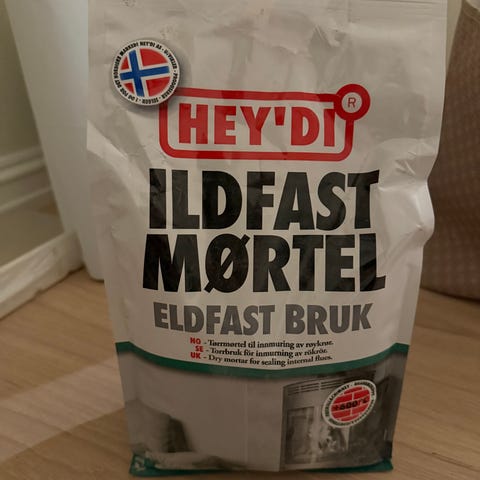 HEY'DI
R
ILDFAST
MØRTEL
ELDFAST BRUK
NO - Tørrmørtel til innmuring av røykrør.
SE - Torrbruk för inmurning av rökrör.
UK - Dry mortar for sealing internal flues.